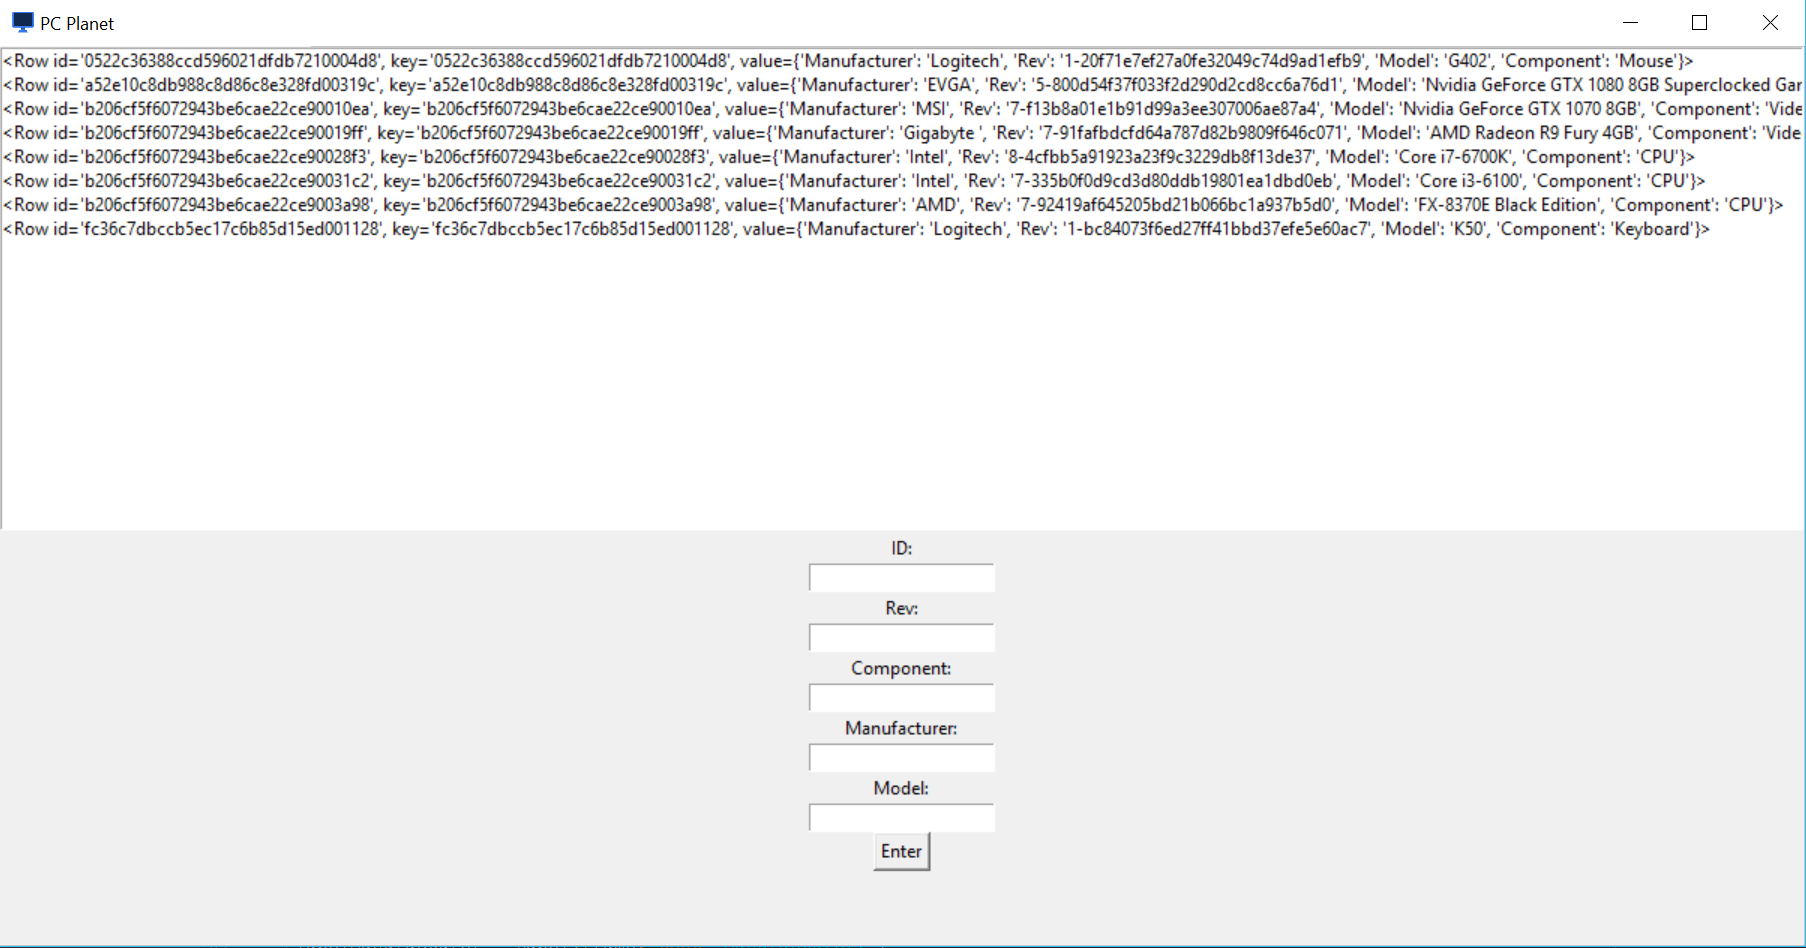 PC Planet
<Row id='0522c36388ccd596021dfdb7210004d8', key='0522c36388ccd596021dfdb7210004d8', value={'Manufacturer': 'Logitech', 'Rev': '1-20f71e7ef27a0fe32049c74d9ad1efb9', 'Model': 'G402', 'Component': 'Mouse'}>
<Row id='a52e10c8db988c8d86c8e328fd00319c', key='a52e10c8db988c8d86c8e328fd00319c', value={'Manufacturer': 'EVGA', 'Rev': '5-800d54f37f033f2d290d2cd8cc6a76d1', 'Model': 'Nvidia GeForce GTX 1080 8GB Superclocked Gar
<Row id='b206cf5f6072943be6cae22ce90010ea', key='b206cf5f6072943be6cae22ce90010ea', value={'Manufacturer': 'MSI', 'Rev': '7-f13b8a01e1b91d99a3ee307006ae87a4', 'Model': 'Nvidia GeForce GTX 1070 8GB', 'Component': 'Vide
<Row id='b206cf5f6072943be6cae22ce90019ff', key='b206cf5f6072943be6cae22ce90019ff', value={'Manufacturer': 'Gigabyte ', 'Rev': '7-91fafbdcfd64a787d82b9809f646c071', 'Model': 'AMD Radeon R9 Fury 4GB', 'Component': 'Vide
<Row id='b206cf5f6072943be6cae22ce90028f3', key='b206cf5f6072943be6cae22ce90028f3', value={'Manufacturer': 'Intel', 'Rev': '8-4cfbb5a91923a23f9c3229db8f13de37', 'Model': 'Core i7-6700K', 'Component': 'CPU'}>
<Row id='b206cf5f6072943be6cae22ce90031c2', key='b206cf5f6072943be6cae22ce90031c2', value={'Manufacturer': 'Intel', 'Rev': '7-335b0f0d9cd3d80ddb19801ea1dbd0eb', 'Model': 'Core i3-6100', 'Component': 'CPU'}>
<Row id='b206cf5f6072943be6cae22ce9003a98', key='b206cf5f6072943be6cae22ce9003a98', value={'Manufacturer': 'AMD', 'Rev': '7-92419af645205bd21b066bc1a937b5d0', 'Model': 'FX-8370E Black Edition', 'Component': 'CPU'}>
<Row id='fc36c7dbccb5ec17c6b85d15ed001128', key='fc36c7dbccb5ec17c6b85d15ed001128', value={'Manufacturer': 'Logitech', 'Rev': '1-bc84073f6ed27ff41bbd37efe5e60ac7', 'Model': 'K50', 'Component': 'Keyboard'}>
ID:
Rev:
Component:
Manufacturer:
Model:
Enter